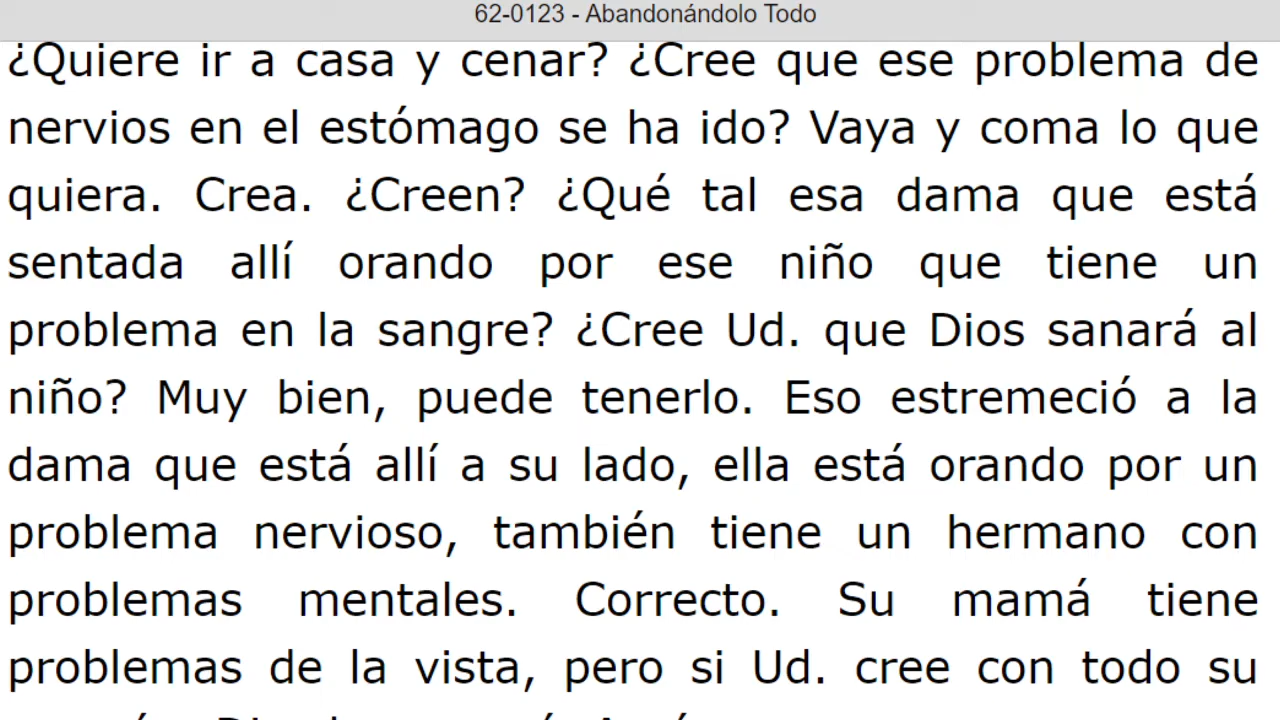 62-0123 - Abandonándolo Todo
¿Quiere ir a casa y cenar? ¿Cree que ese problema de
nervios en el estómago se ha ido? Vaya y coma lo que
quiera. Crea. ¿Creen? ¿Qué tal esa dama que está
sentada allí orando por ese niño que tiene un
problema en la sangre? ¿Cree Ud. que Dios sanará al
niño? Muy bien, puede tenerlo. Eso estremeció a la
dama que está allí a su lado, ella está orando por un
problema nervioso, también tiene un hermano con
problemas mentales. Correcto. Su mamá tiene
problemas de la vista, pero si Ud. cree con todo su